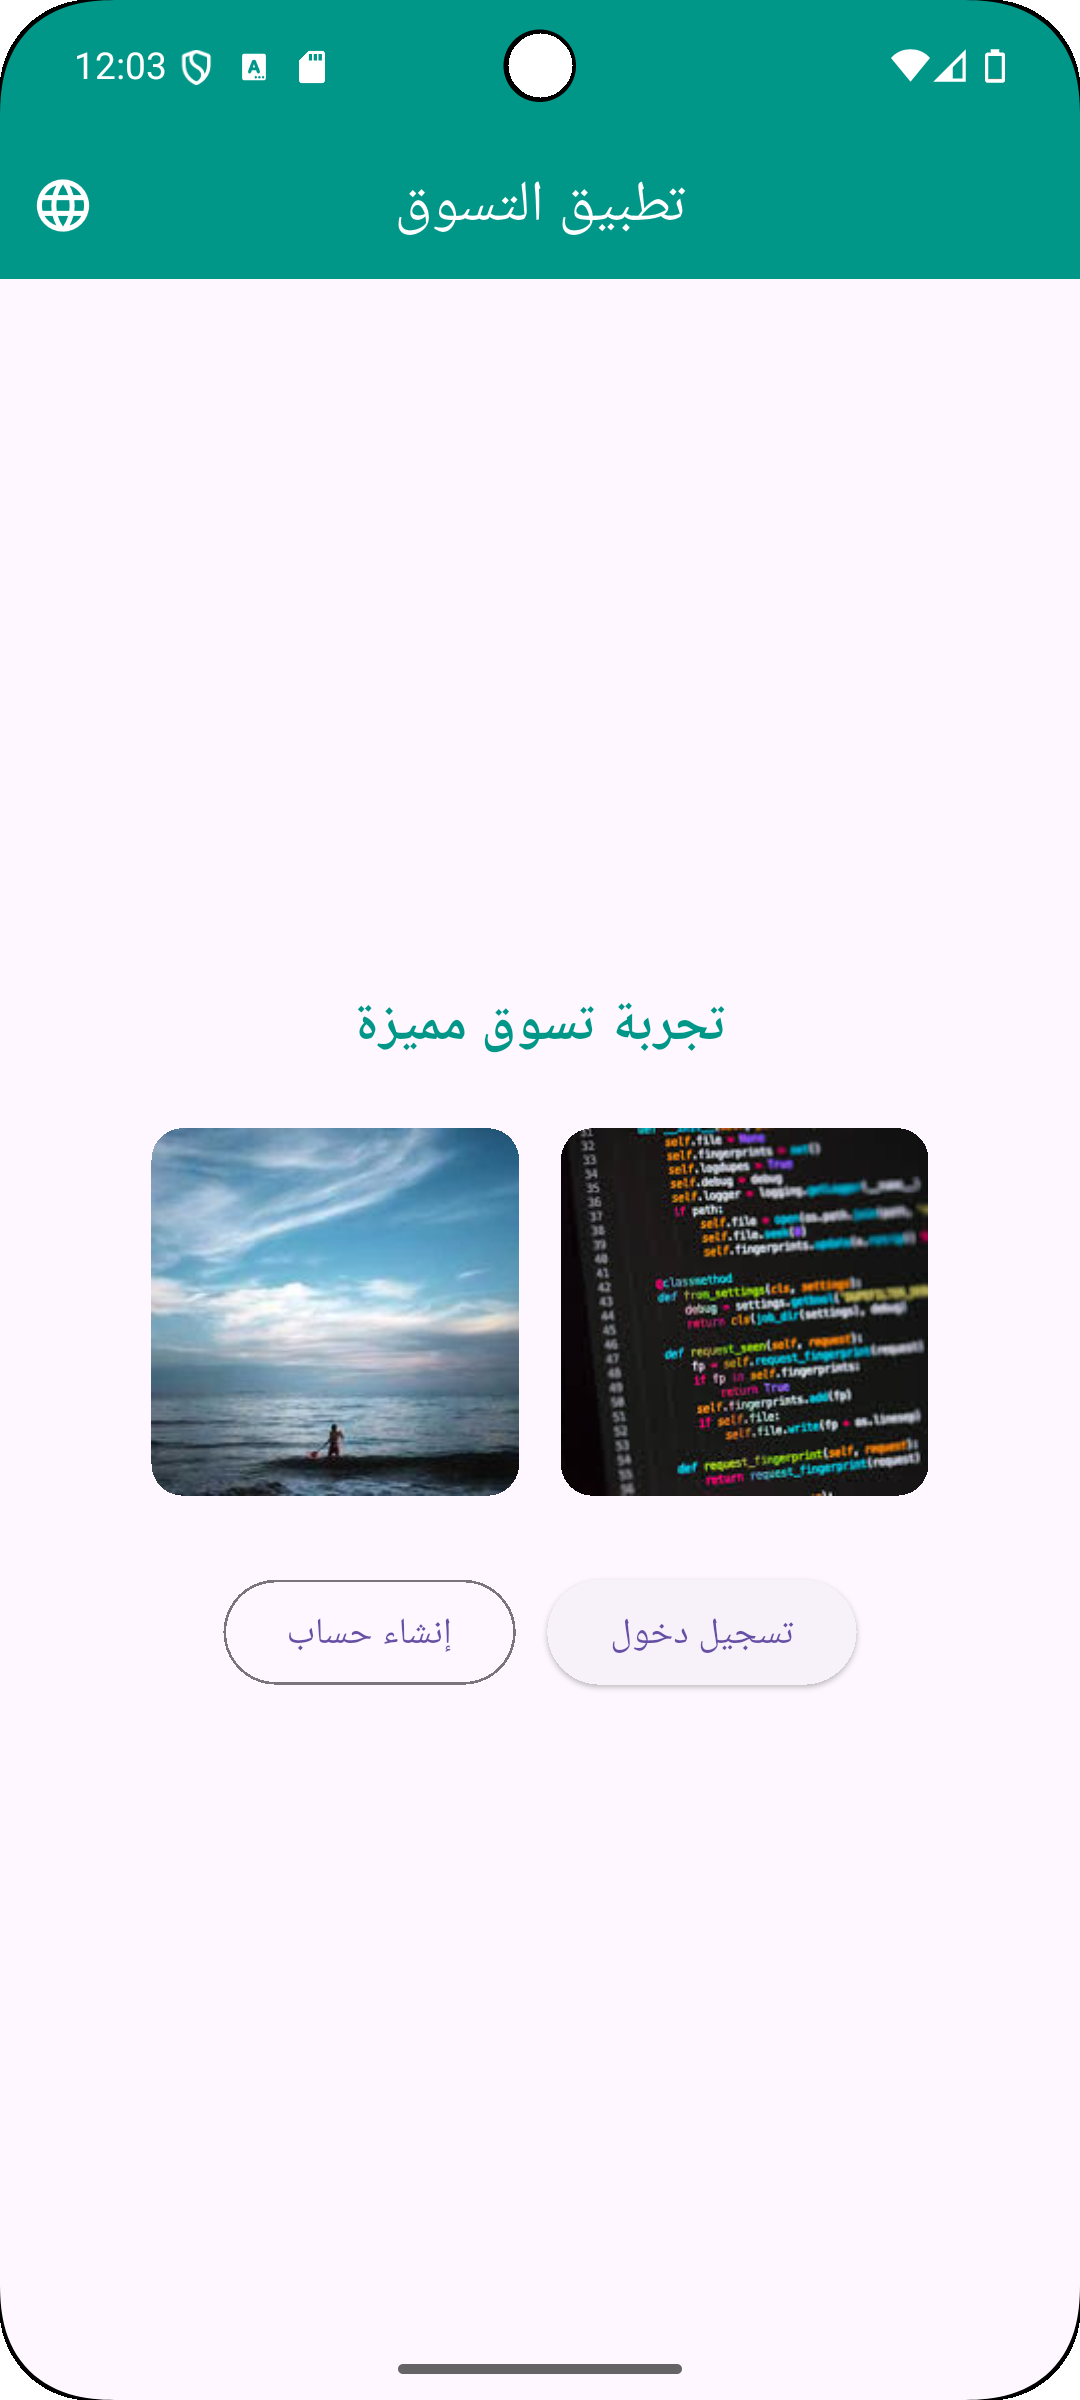 12:03
تطبيق التسوق
تجربة تسوق مميزة
32 self.file = None
33 self.fingerprints = set()
34 self.logdupes = True
35 self.debug = debug
36 self.logger = logging.getLogger(__name__)
37 if path:
38 self.file = open(os.path.join(path,
39 self.file.seek(0)
40 self.fingerprints.update(
41
42 @classmethod
43 def from_settings(cls, settings):
44 debug = settings.getbool(
45 return cls(job_dir(settings), debug)
46
47 def request_seen(self, request):
48 fp = self.request_fingerprint(request)
49 if fp in self.fingerprints:
50 return True
51 self.fingerprints.add(fp)
52 if self.file:
53 self.file.write(fp + os.linesep)
54
55 def request_fingerprint(self, request):
56 return request_fingerprint(request)
تسجيل دخول
إنشاء حساب